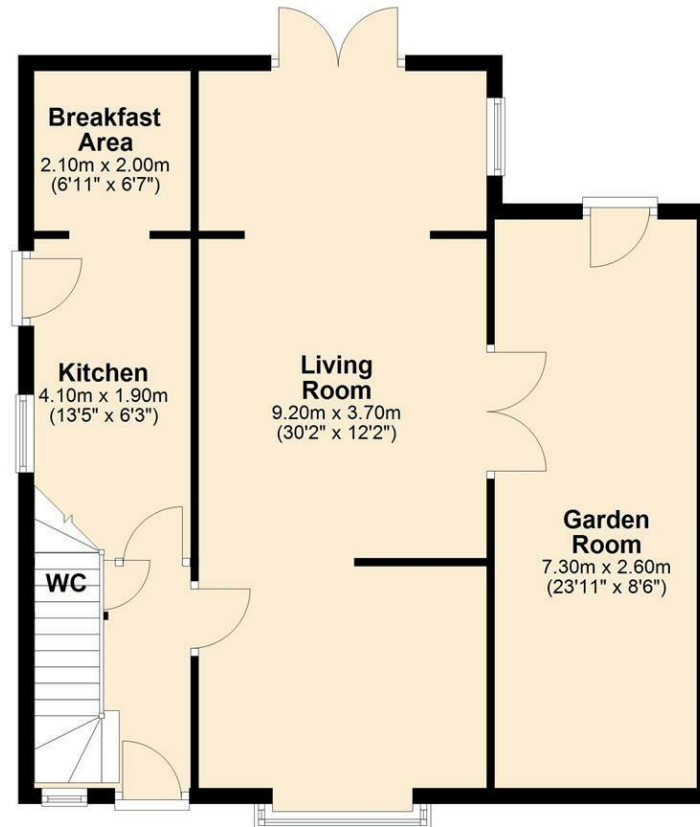 Breakfast
Area
2.10m x 2.00m
(6'11" x 6'7")
Kitchen
4.10m x 1.90m
(13'5" x 6'3")
Living
Room
9.20m x 3.70m
(30'2" x 12'2")
Garden
Room
7.30m x 2.60m
(23'11" x 8'6")
WC